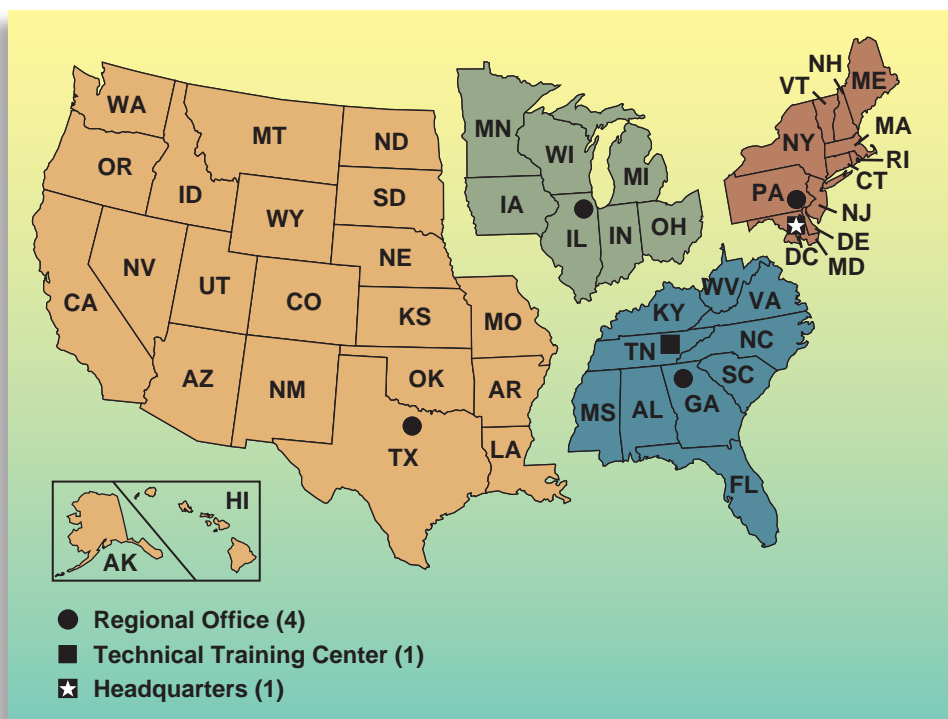 WA
OR
ID
MT
ND
SD
WY
NE
NV
UT
CO
CA
KS
MO
AZ
NM
OK
AR
TX
LA
MN
WI
MI
IA
IL
IN
OH
NH
VT
ME
NY
MA
RI
CT
PA
NJ
DE
DC
MD
WV
VA
KY
NC
TN
SC
MS
AL
GA
FL
HI
AK
Regional Office (4)
Technical Training Center (1)
Headquarters (1)